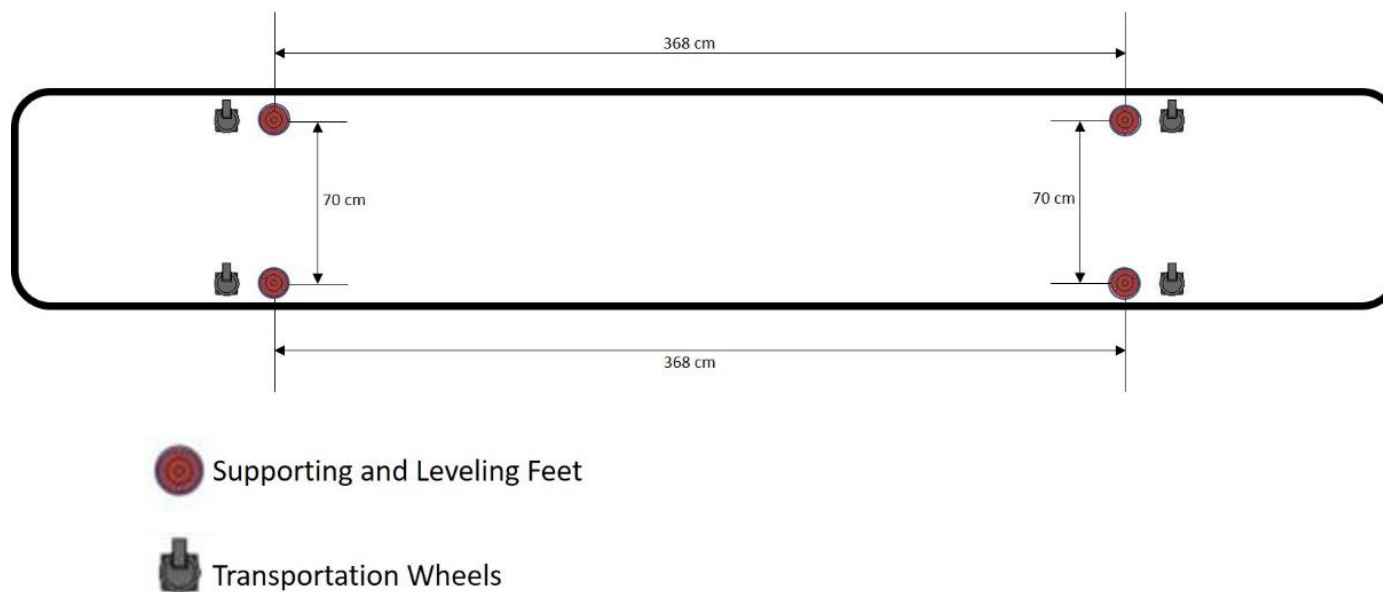 368 cm
70 cm
70 cm
368 cm
Supporting and Leveling Feet
Transportation Wheels